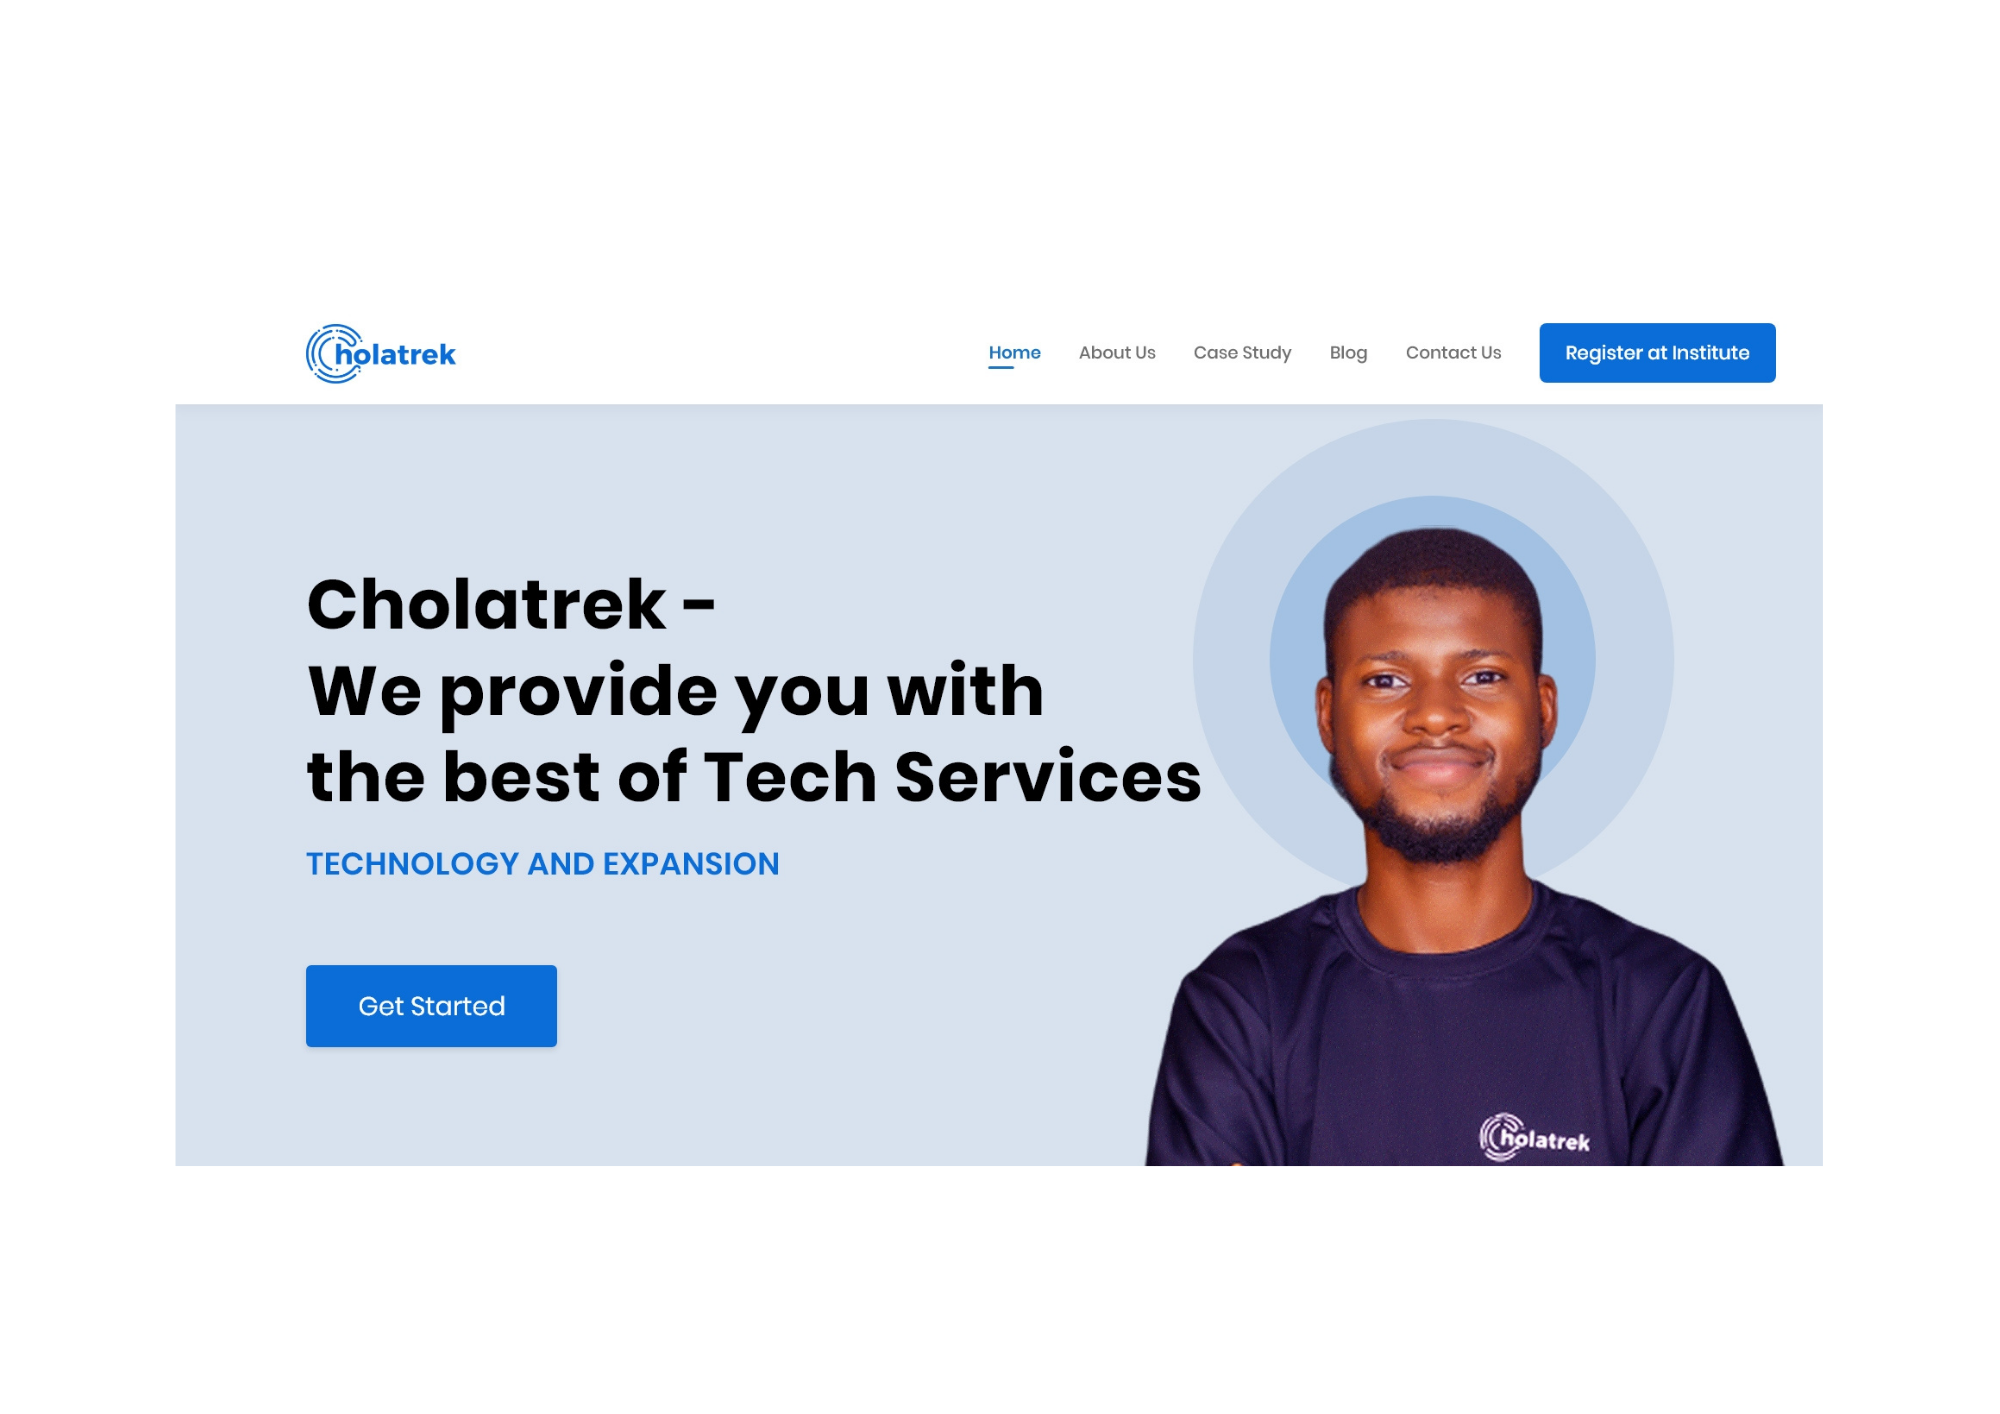 Cholatrek
Home About Us Case Study Blog Contact Us Register at Institute
Cholatrek -
We provide you with
the best of Tech Services
TECHNOLOGY AND EXPANSION
Get Started
Cholatrek